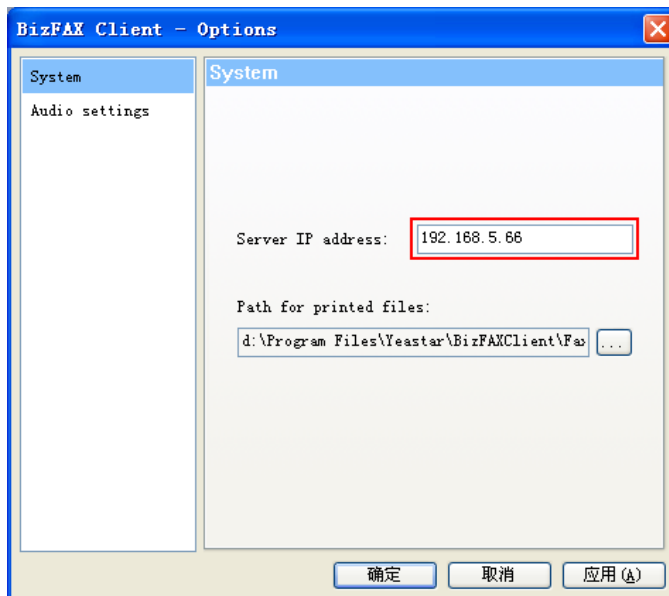 BizFAX Client - Options
System
Audio settings
System
Server IP address: 192.168.5.66
Path for printed files:
d:\Program Files\Yeastar\BizFAXClient\Fax ...
确定 取消 应用(A)